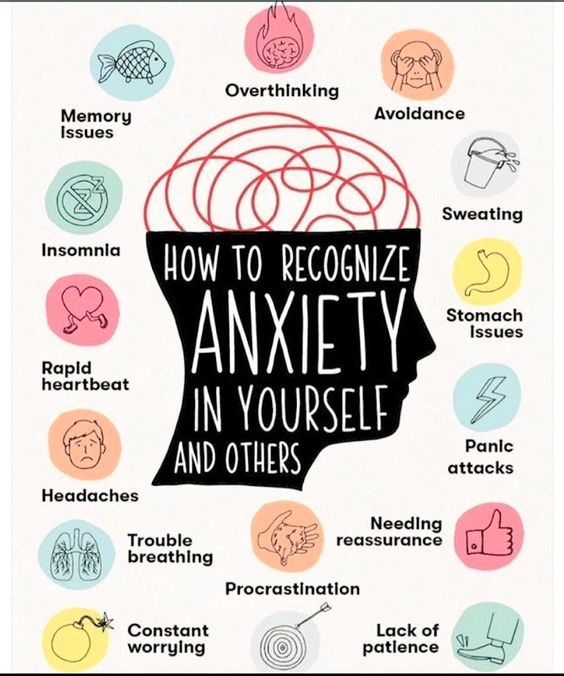 Overthinking
Memory
Issues
Avoidance
Sweating
Insomnia
HOW TO RECOGNIZE
ANXIETY
IN YOURSELF
AND OTHERS
Stomach
Issues
Rapid
heartbeat
Panic
attacks
Headaches
Needing
reassurance
Trouble
breathing
Procrastination
Constant
worrying
Lack of
patience